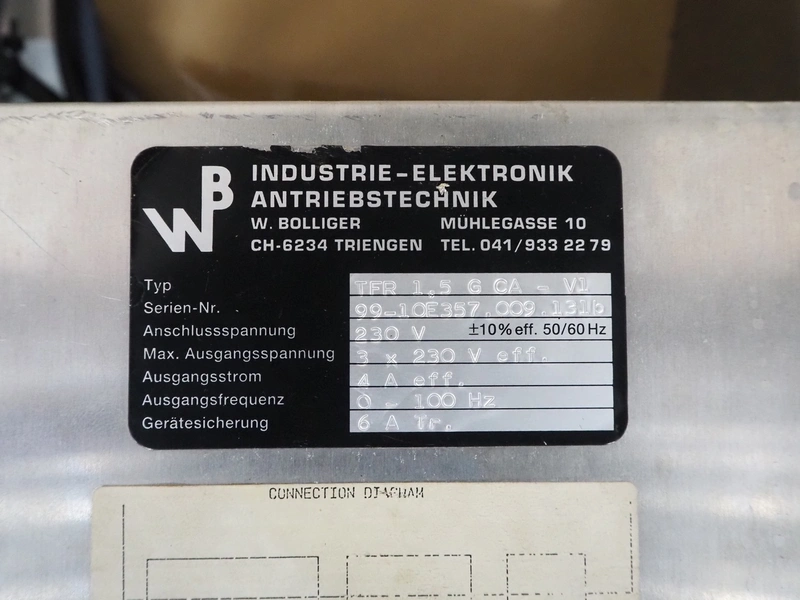 WB
INDUSTRIE-ELEKTRONIK
ANTRIEBSTECHNIK
W. BOLLIGER MÜHLEGASSE 10
CH-6234 TRIENGEN TEL. 041/933 22 79
Typ TFR 1,5 G CA - V1
Serien-Nr. 99-10E357.009.131b
Anschlussspannung 230 V ±10% eff. 50/60 Hz
Max. Ausgangsspannung 3 x 230 V eff.
Ausgangsstrom 4 A eff.
Ausgangsfrequenz 0 - 100 Hz
Gerätesicherung 6 A Tr.
CONNECTION DIAGRAM